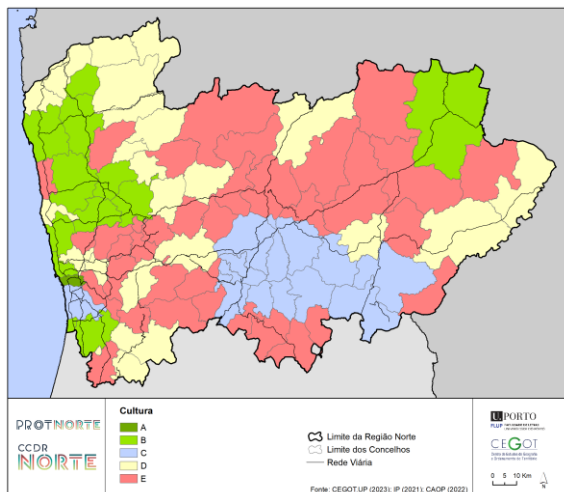 PROTNORTE
CCDR
NORTE
Cultura
A
B
C
D
E
Limite da Região Norte
Limite dos Concelhos
Rede Viária
U.PORTO
FLUP
CEGOT
0 5 10 Km
Fonte: CEGOT.UP (2023); IP (2021); CAOP (2022)